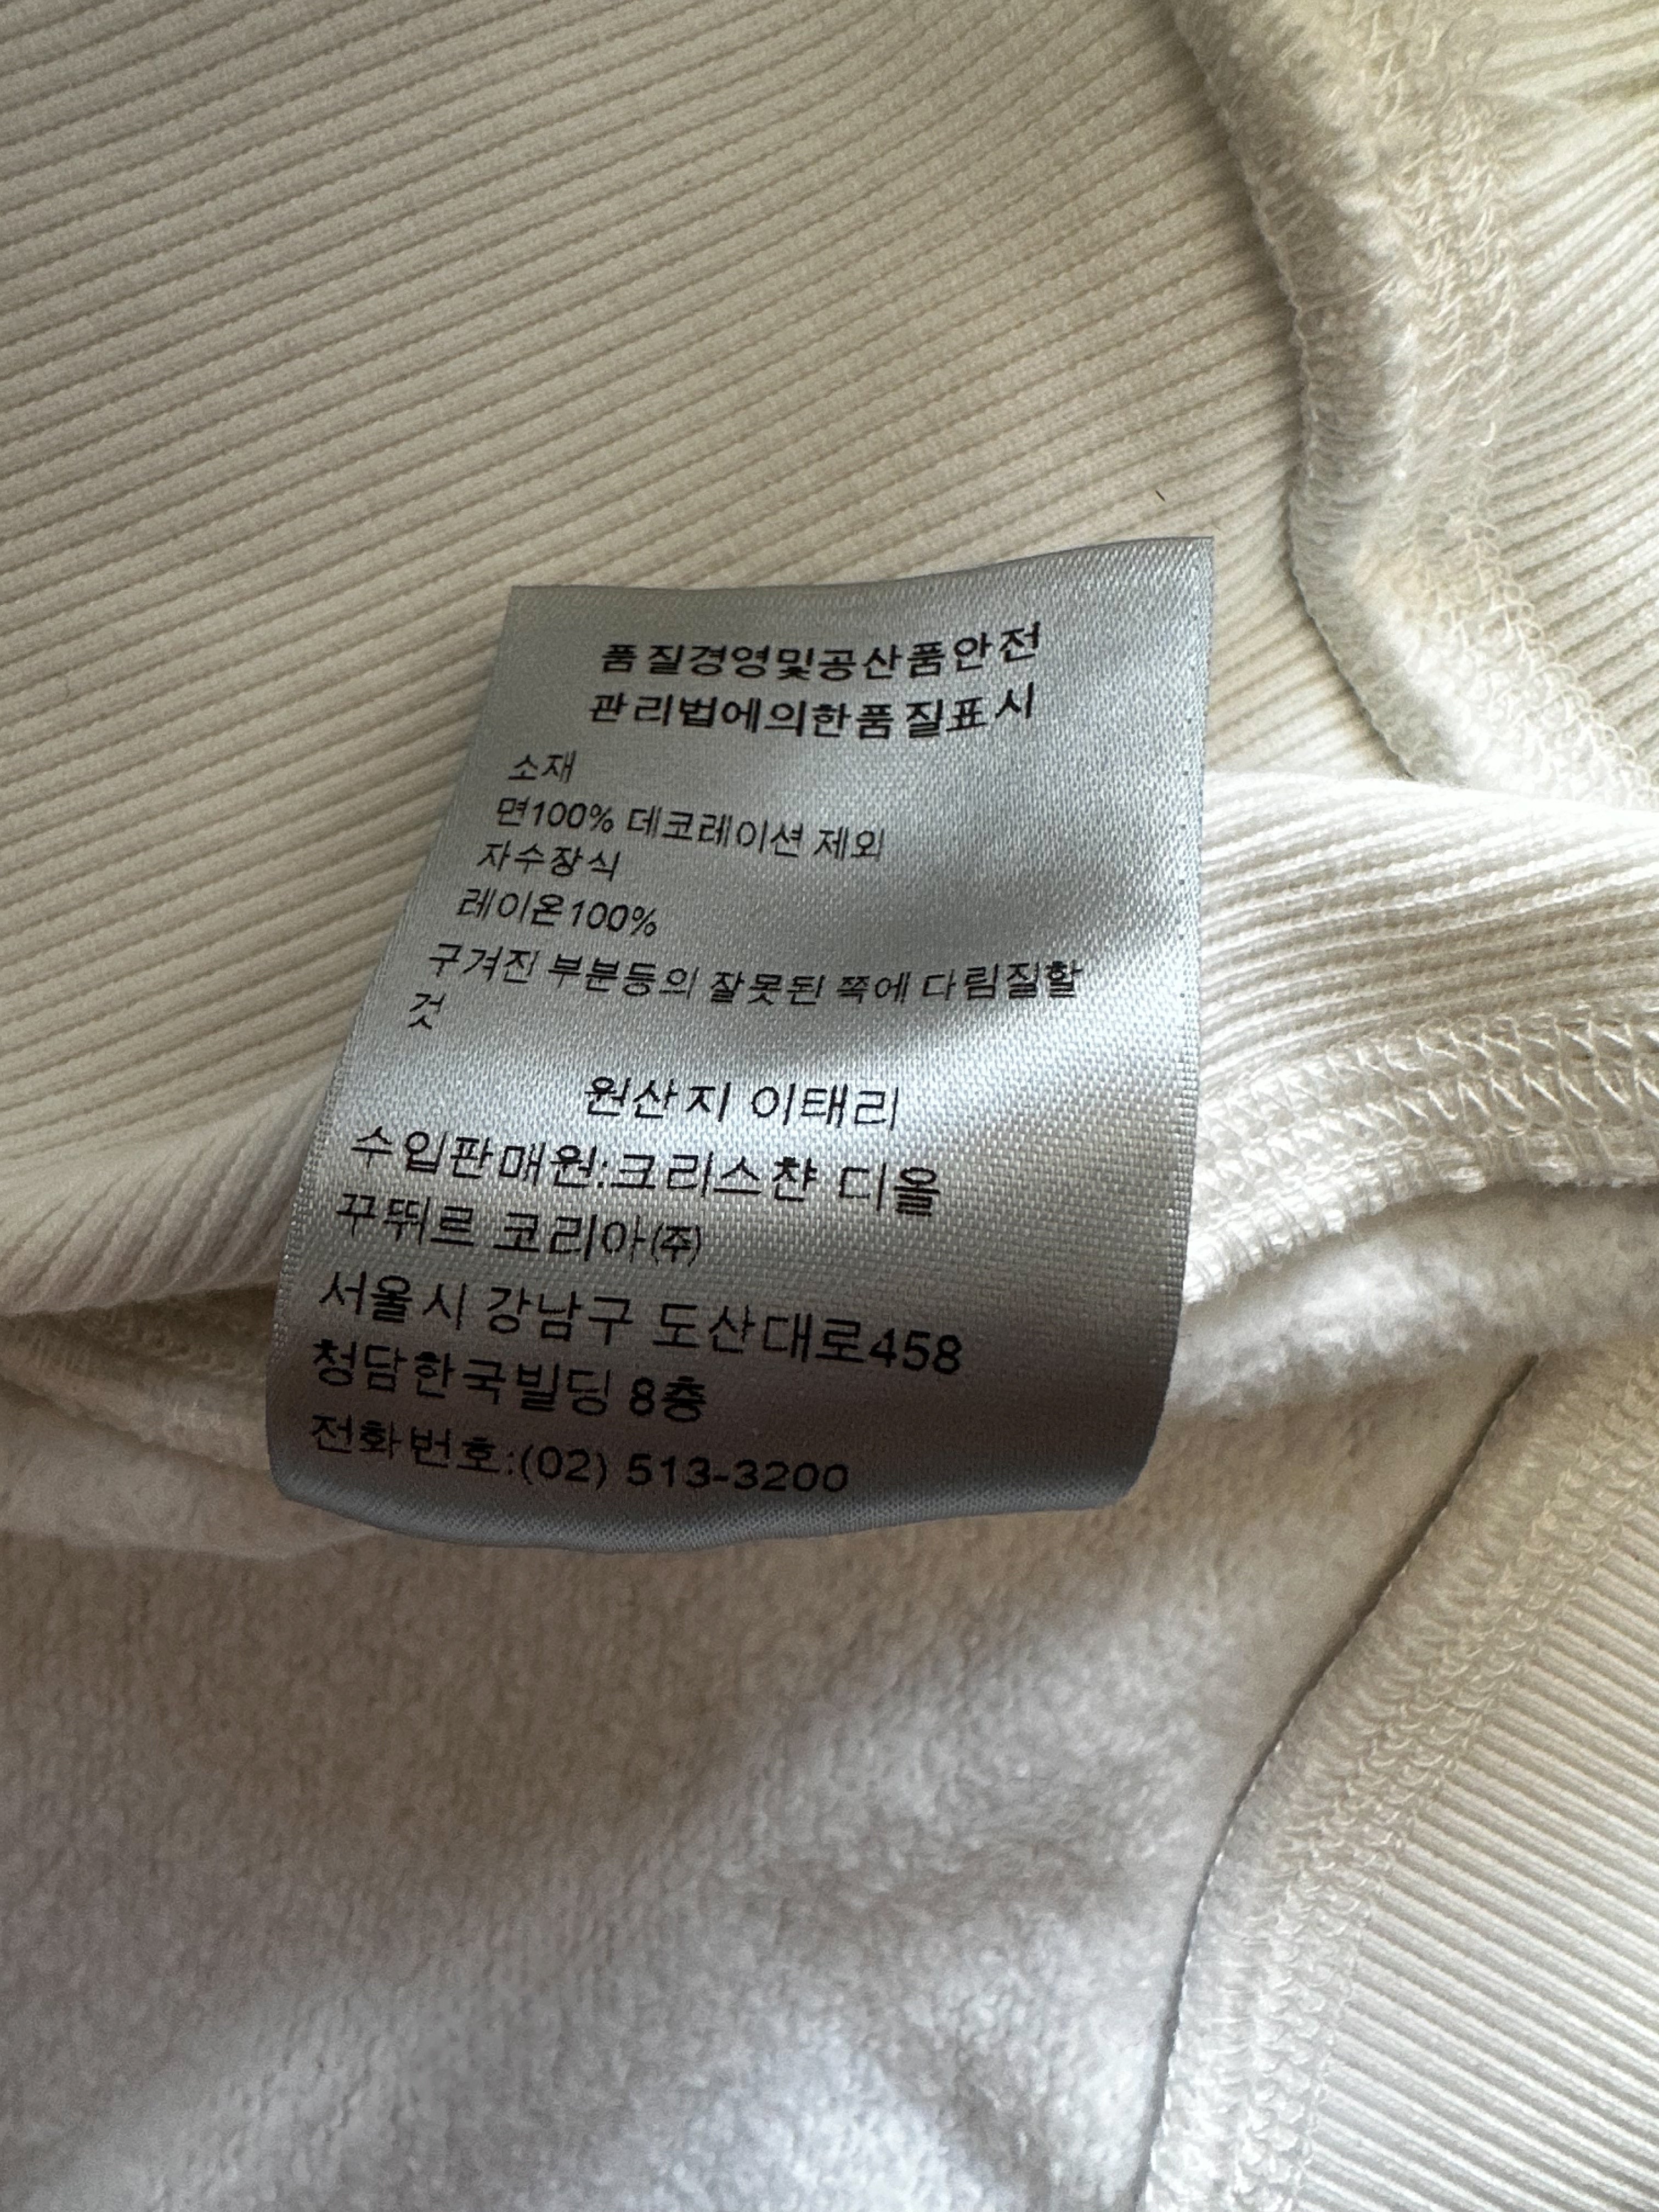 품질경영및공산품안전
관리법에의한품질표시
소재
면100% 데코레이션 제외
자수장식
레이온100%
구겨진 부분등의 잘못된 쪽에 다림질할
것
원산지 이태리
수입판매원:크리스챤 디올
꾸뛰르 코리아(주)
서울시 강남구 도산대로458
청담한국빌딩 8층
전화번호:(02) 513-3200